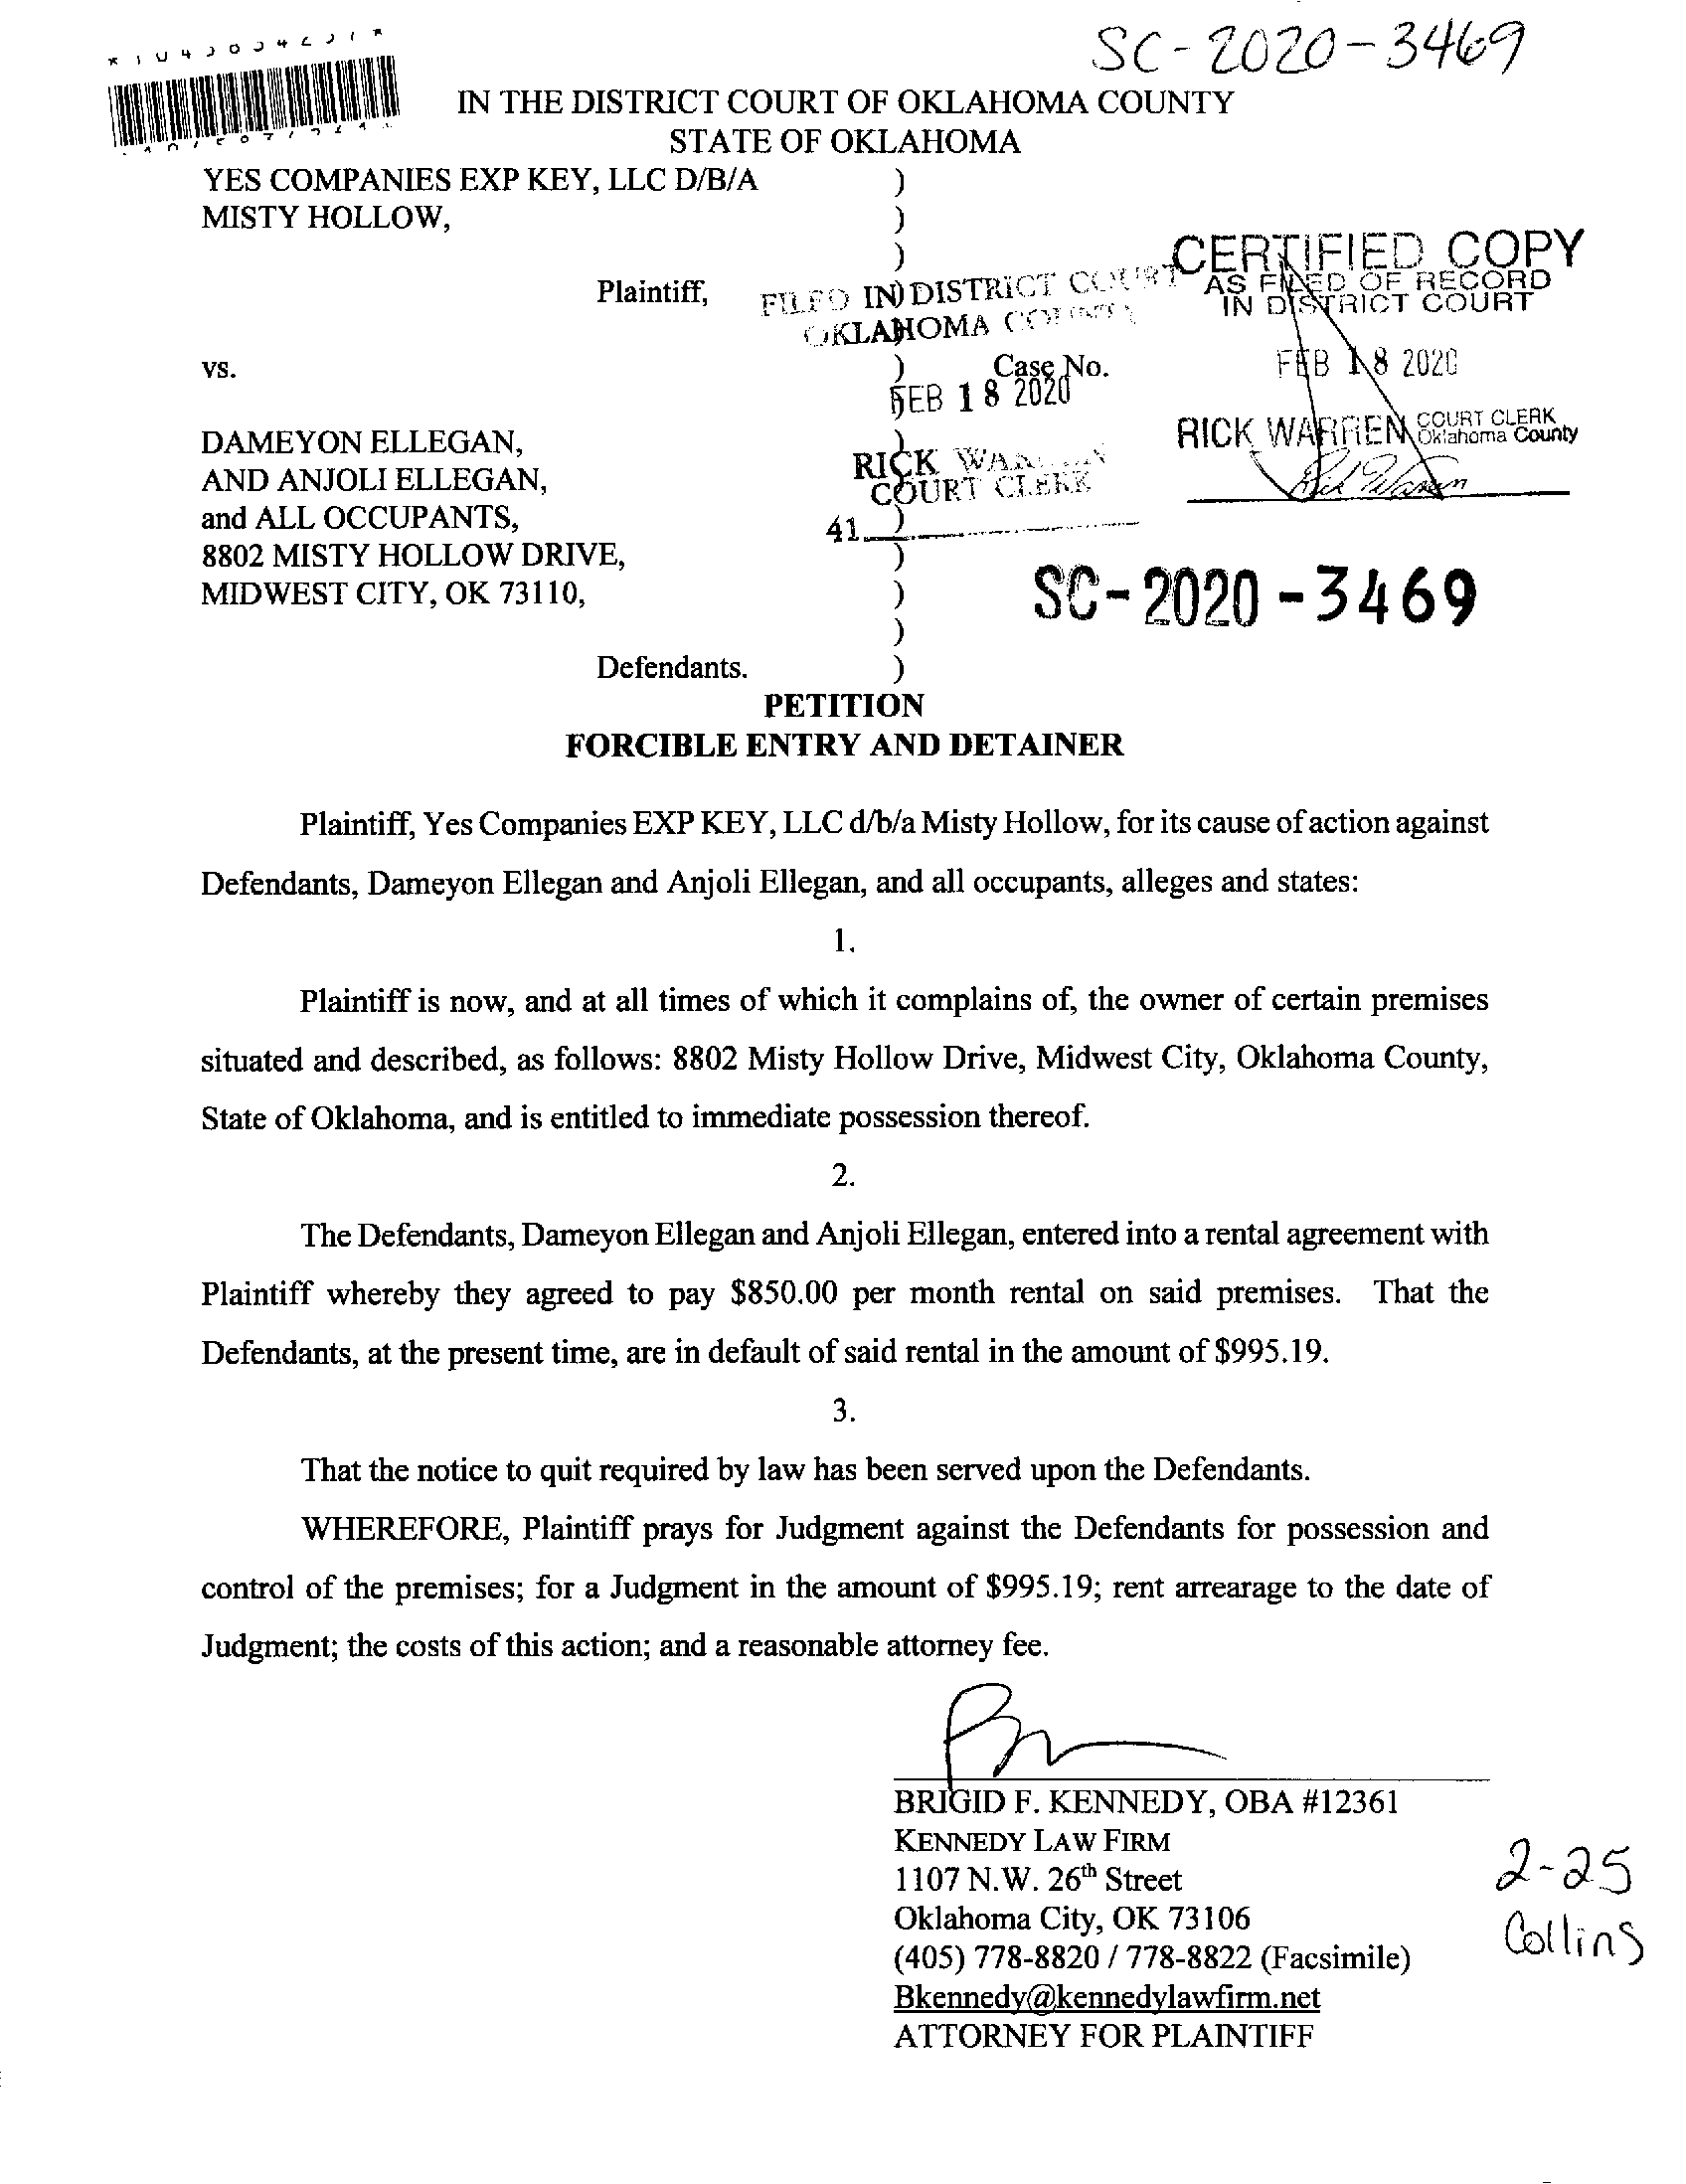 SC-2020-3469
IN THE DISTRICT COURT OF OKLAHOMA COUNTY
STATE OF OKLAHOMA
YES COMPANIES EXP KEY, LLC D/B/A )
MISTY HOLLOW, )
)
Plaintiff, )
FILED IN DISTRICT COURT
OKLAHOMA COUNTY
CERTIFIED COPY
AS FILED OF RECORD
IN DISTRICT COURT
vs. ) Case No.
FEB 18 2020
FEB 18 2020
RICK WARREN COURT CLERK
Oklahoma County
Rick Warren
DAMEYON ELLEGAN, )
AND ANJOLI ELLEGAN, )
RICK WARREN
COURT CLERK
and ALL OCCUPANTS, )
41
8802 MISTY HOLLOW DRIVE, )
MIDWEST CITY, OK 73110, )
SC-2020-3469
)
Defendants. )
PETITION
FORCIBLE ENTRY AND DETAINER
Plaintiff, Yes Companies EXP KEY, LLC d/b/a Misty Hollow, for its cause of action against
Defendants, Dameyon Ellegan and Anjoli Ellegan, and all occupants, alleges and states:
1.
Plaintiff is now, and at all times of which it complains of, the owner of certain premises
situated and described, as follows: 8802 Misty Hollow Drive, Midwest City, Oklahoma County,
State of Oklahoma, and is entitled to immediate possession thereof.
2.
The Defendants, Dameyon Ellegan and Anjoli Ellegan, entered into a rental agreement with
Plaintiff whereby they agreed to pay $850.00 per month rental on said premises. That the
Defendants, at the present time, are in default of said rental in the amount of $995.19.
3.
That the notice to quit required by law has been served upon the Defendants.
WHEREFORE, Plaintiff prays for Judgment against the Defendants for possession and
control of the premises; for a Judgment in the amount of $995.19; rent arrearage to the date of
Judgment; the costs of this action; and a reasonable attorney fee.
BRIGID F. KENNEDY, OBA #12361
KENNEDY LAW FIRM
1107 N.W. 26th Street
Oklahoma City, OK 73106
(405) 778-8820 / 778-8822 (Facsimile)
Bkennedy@kennedylawfirm.net
ATTORNEY FOR PLAINTIFF
2-25
Collins